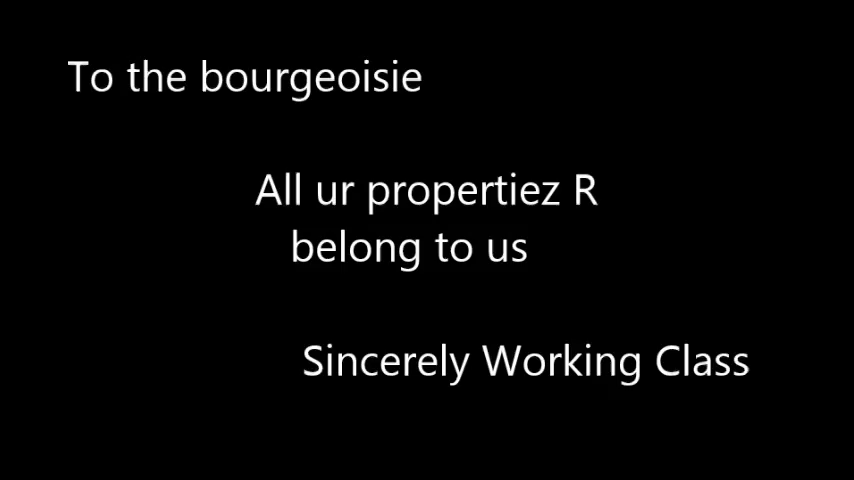 To the bourgeoisie
All ur propertiez R
belong to us
Sincerely Working Class